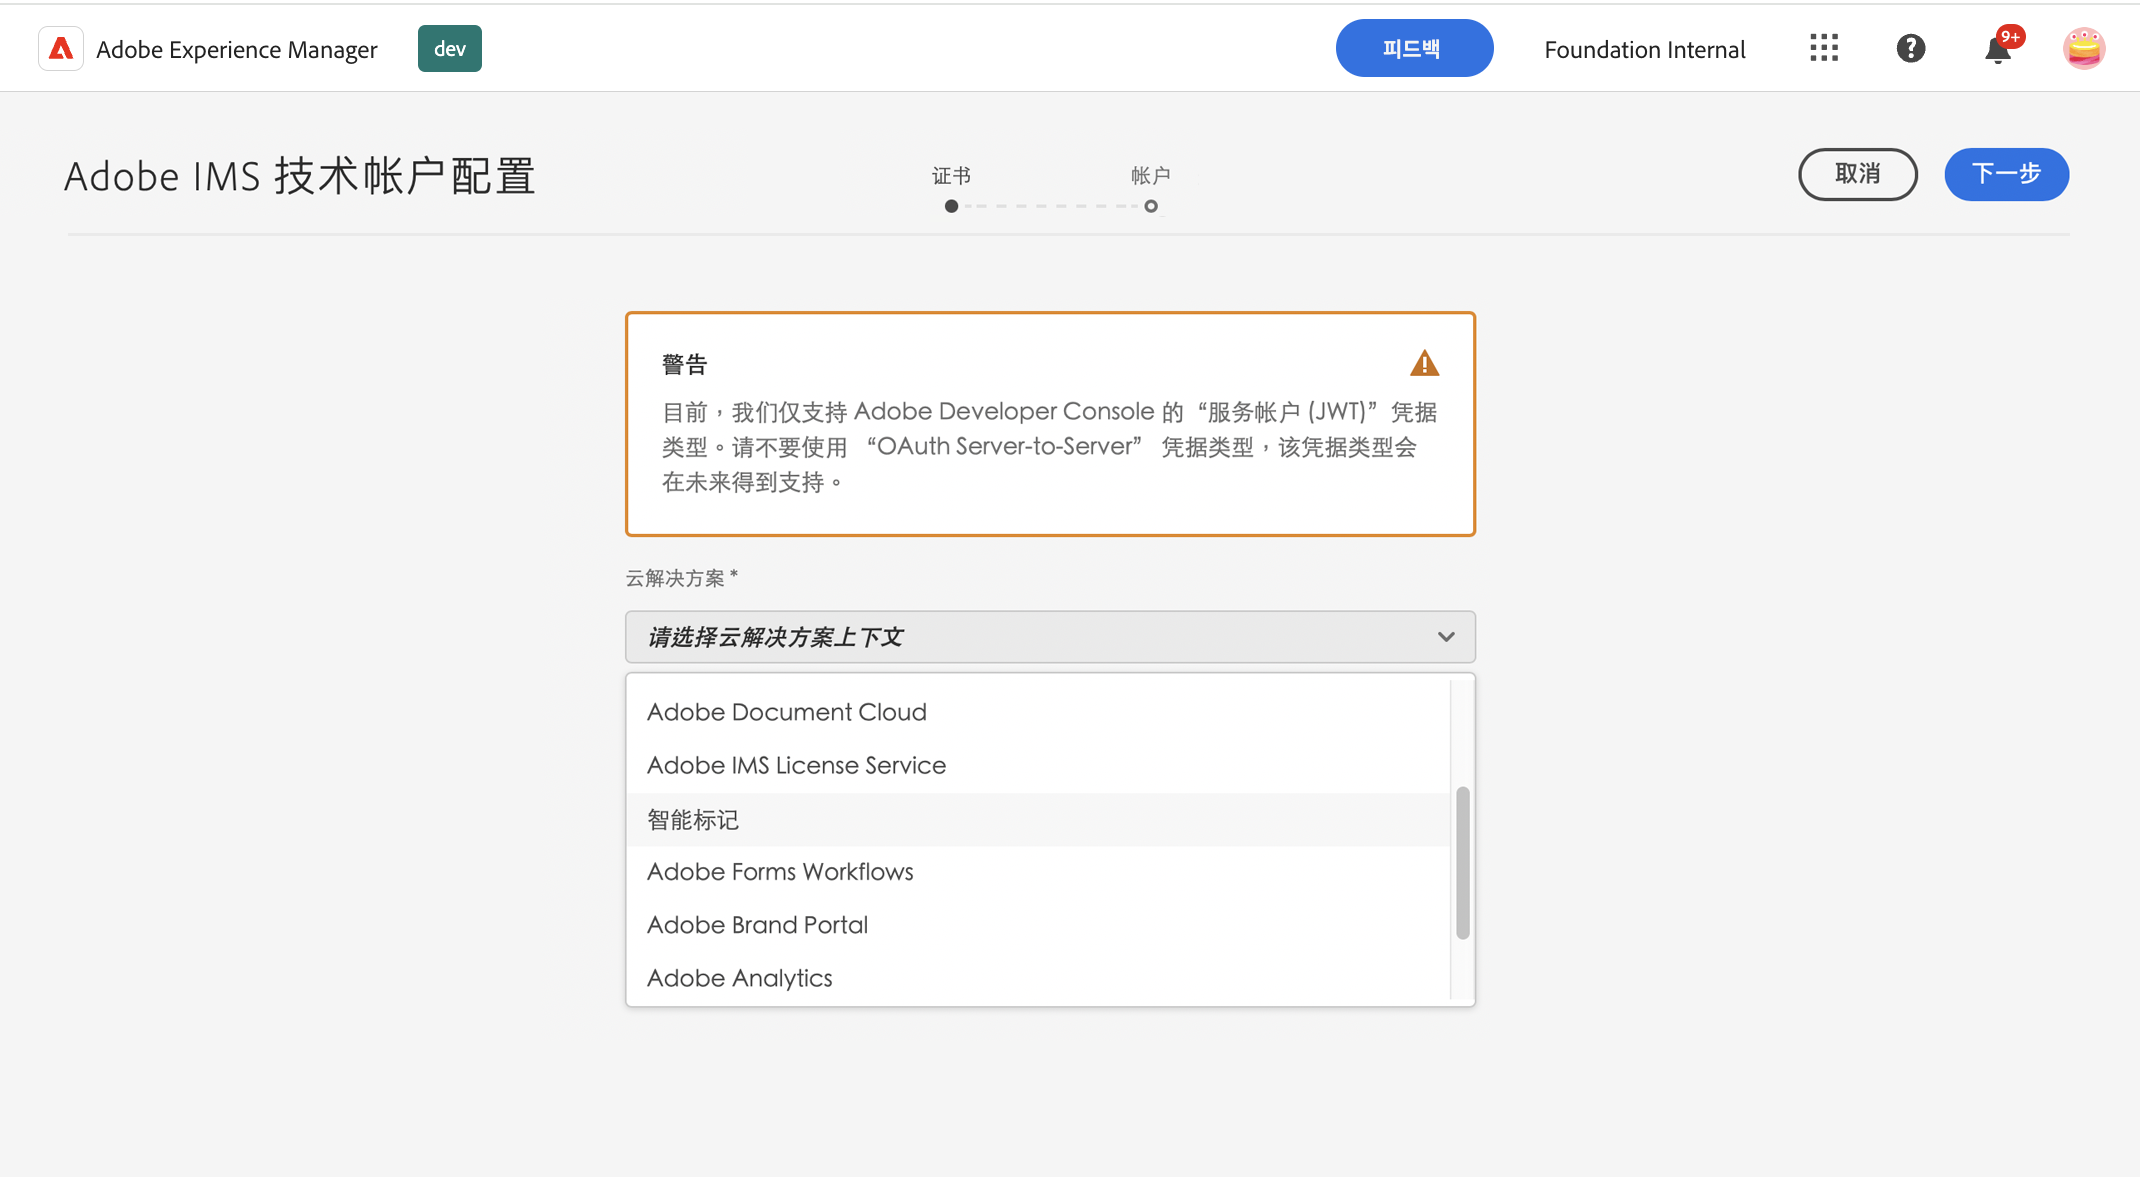 Adobe Experience Manager
dev
피드백
Foundation Internal
9+
Adobe IMS 技术帐户配置
证书
帐户
取消
下一步
警告
目前，我们仅支持 Adobe Developer Console 的“服务帐户 (JWT)”凭据
类型。请不要使用 “OAuth Server-to-Server” 凭据类型，该凭据类型会
在未来得到支持。
云解决方案 *
请选择云解决方案上下文
Adobe Document Cloud
Adobe IMS License Service
智能标记
Adobe Forms Workflows
Adobe Brand Portal
Adobe Analytics